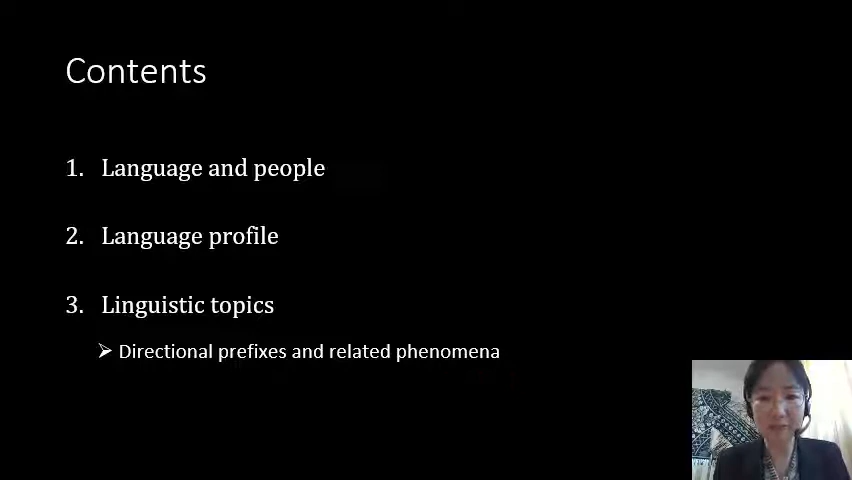 Contents
1. Language and people
2. Language profile
3. Linguistic topics
➢ Directional prefixes and related phenomena